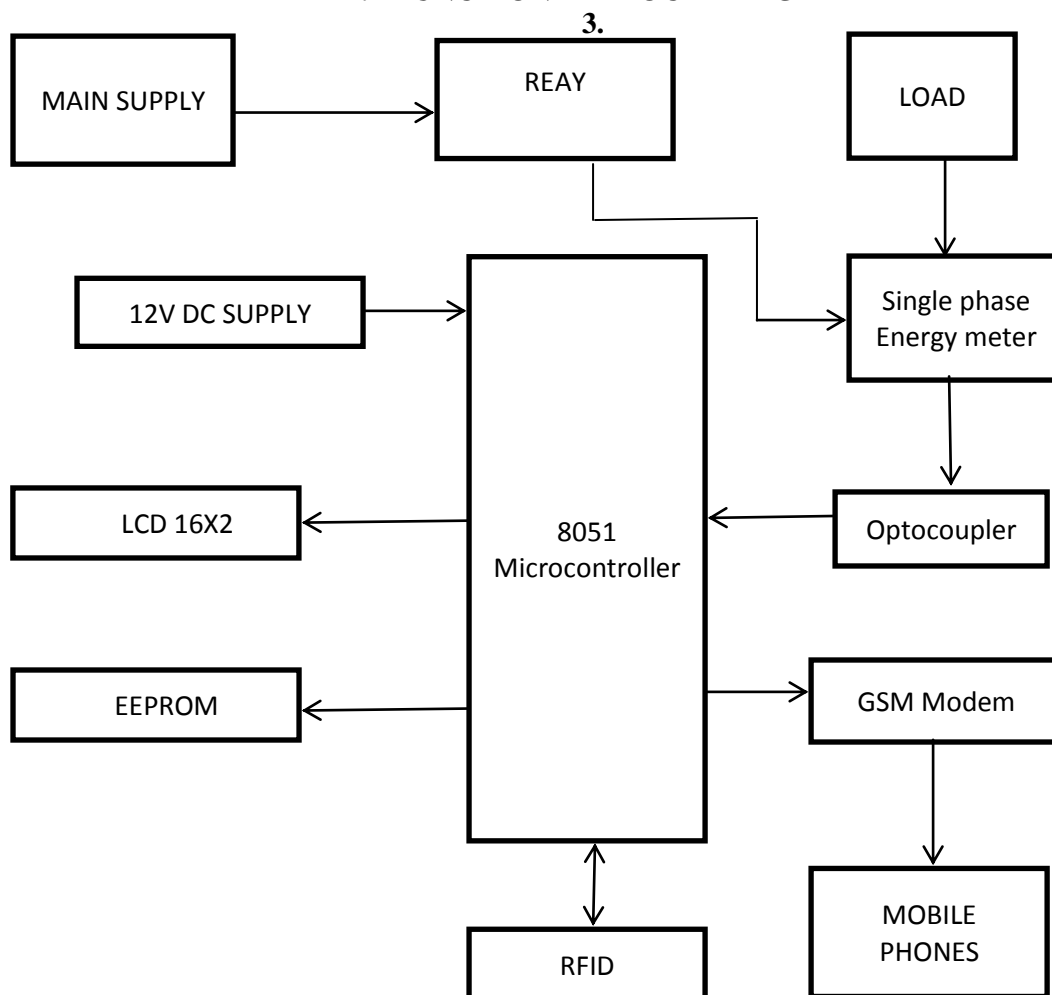 3.
MAIN SUPPLY
REAY
LOAD
12V DC SUPPLY
Single phase
Energy meter
LCD 16X2
8051
Microcontroller
Optocoupler
EEPROM
GSM Modem
RFID
MOBILE
PHONES